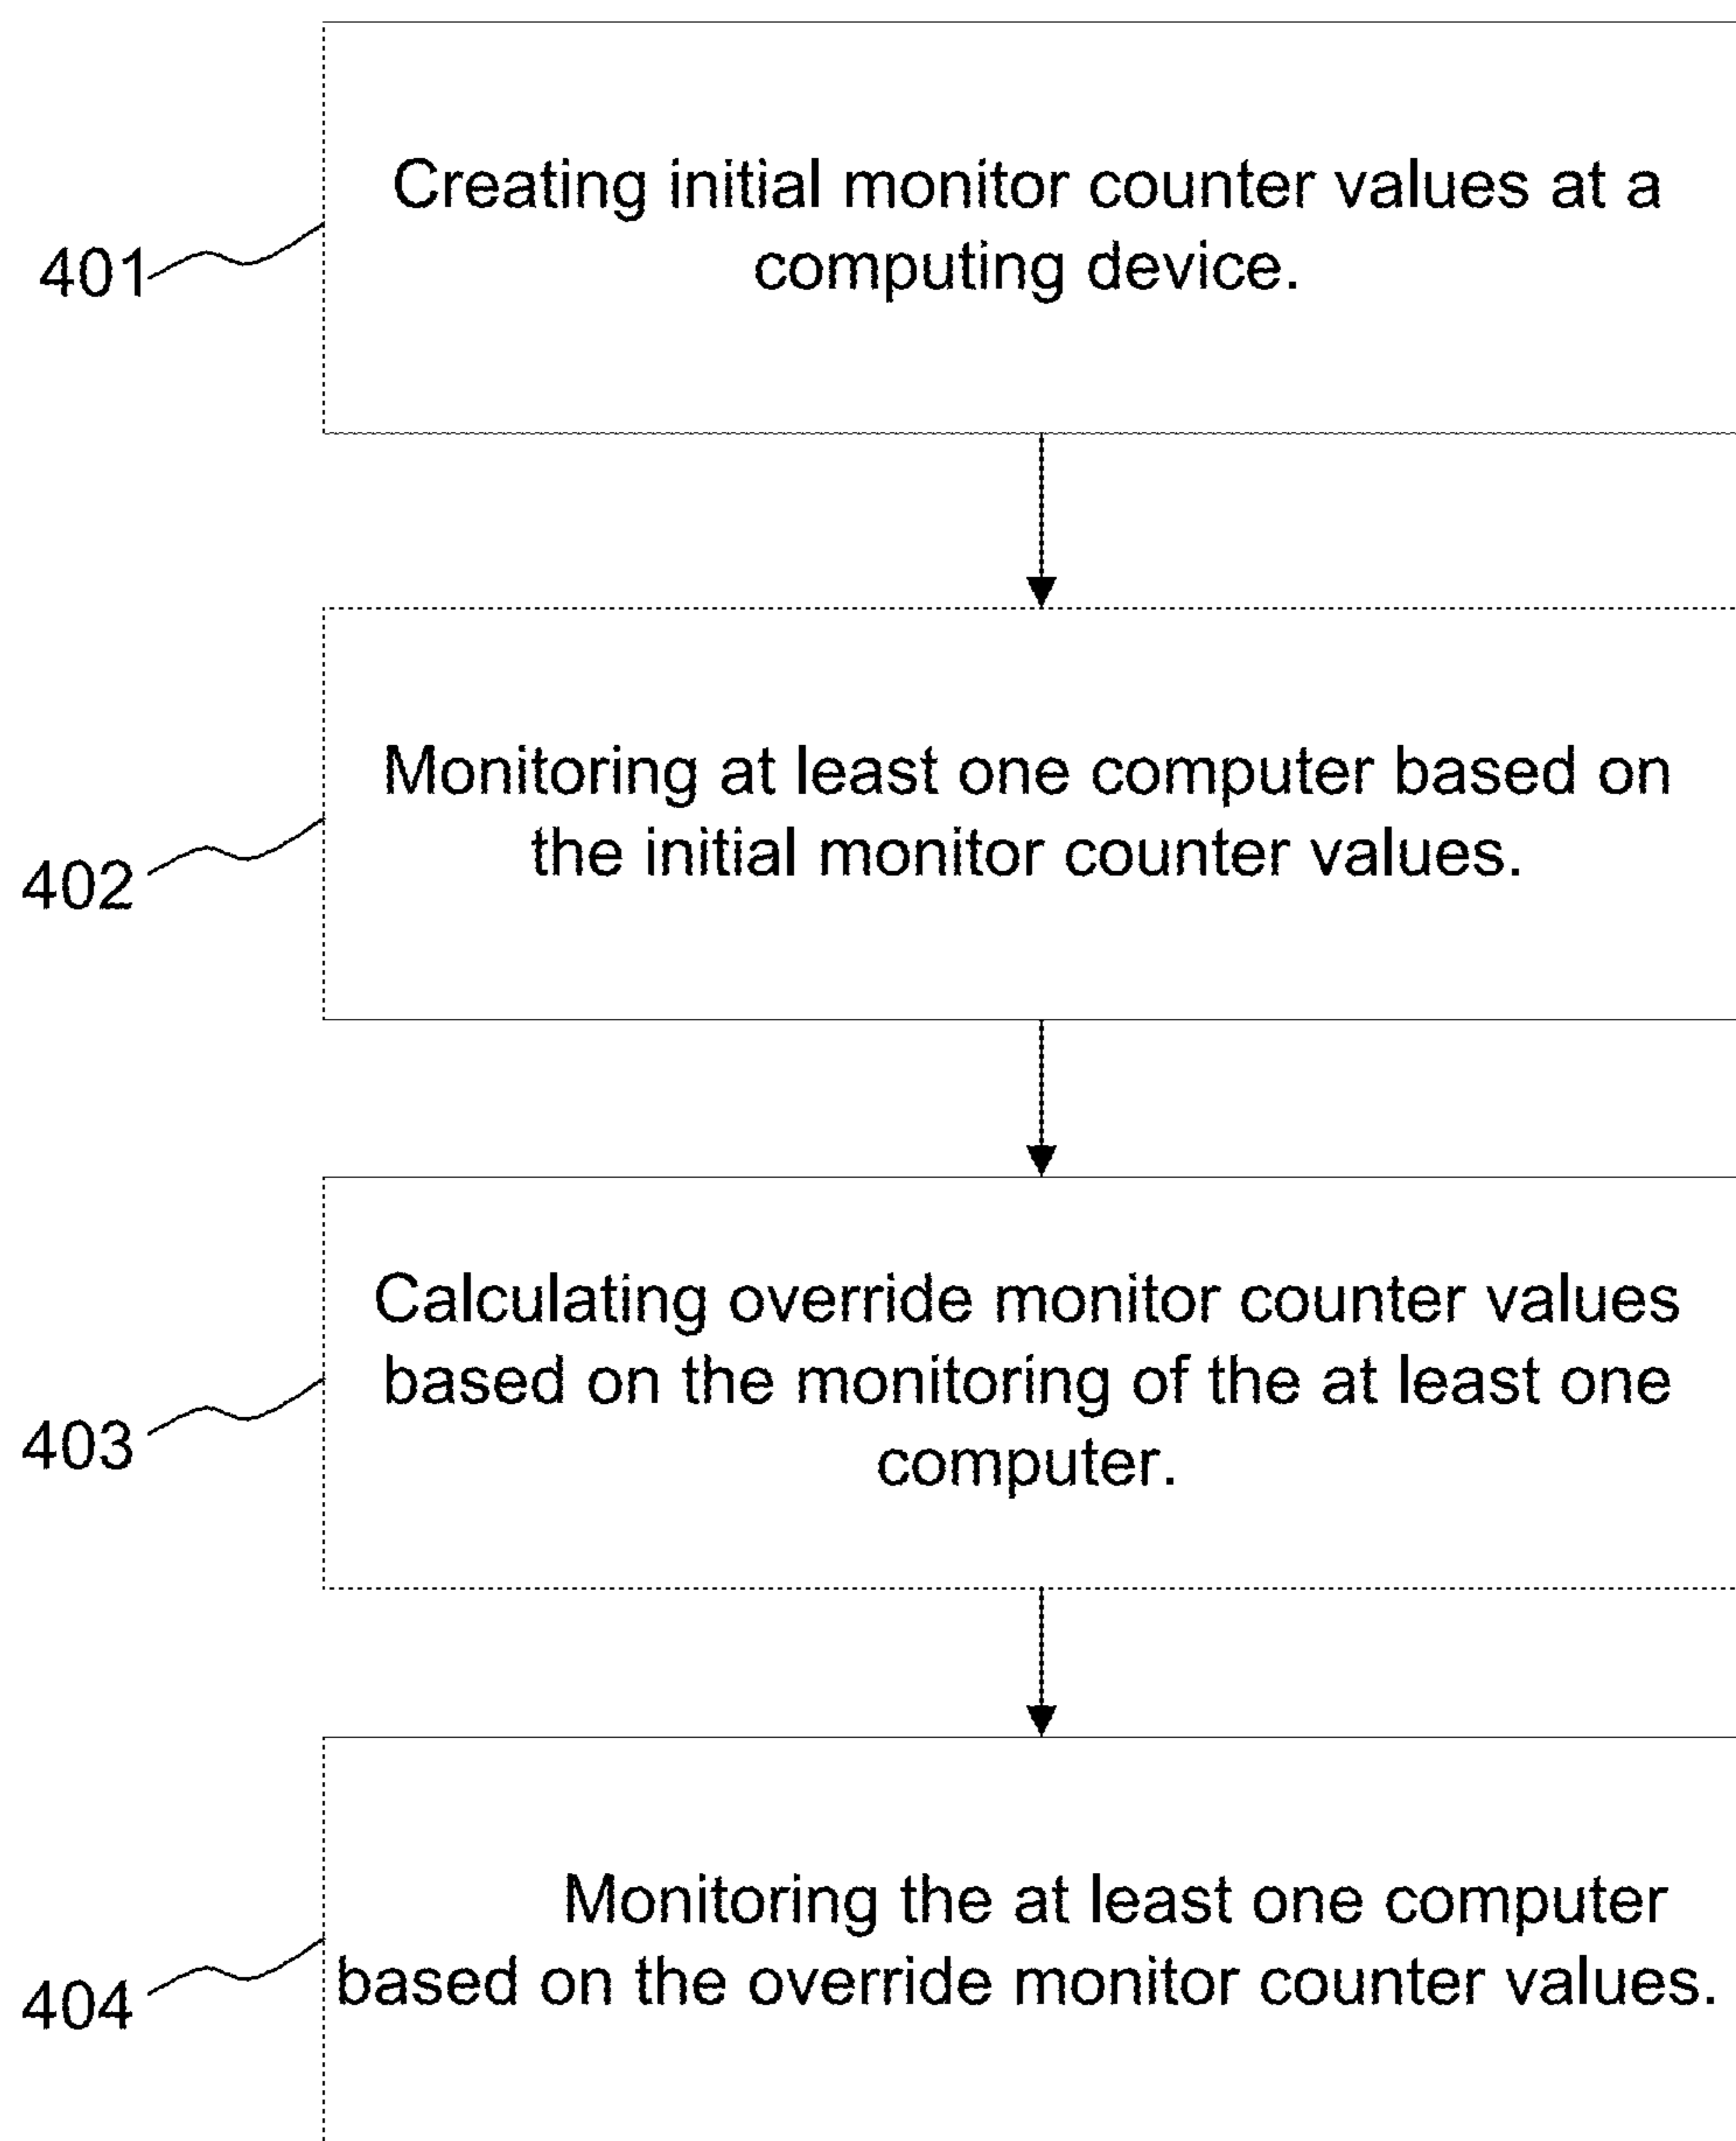 Creating initial monitor counter values at a
computing device.
401
Monitoring at least one computer based on
the initial monitor counter values.
402
Calculating override monitor counter values
based on the monitoring of the at least one
computer.
403
Monitoring the at least one computer
based on the override monitor counter values.
404